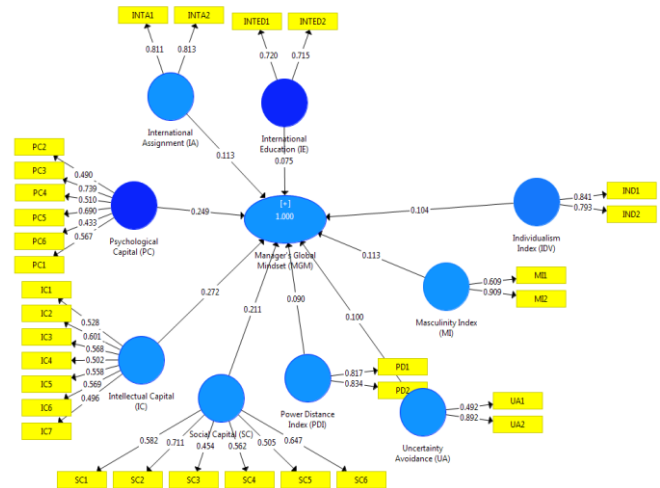 INTA1
INTA2
INTED1
INTED2
0.811
0.813
0.720
0.715
International
Assignment (IA)
International
Education (IE)
0.113
0.075
PC2
PC3
PC4
PC5
PC6
PC1
0.490
0.739
0.510
0.690
0.433
0.567
Psychological
Capital (PC)
0.249
[+]
1.000
Manager's Global
Mindset (MGM)
0.104
0.841
0.793
IND1
IND2
Individualism
Index (IDV)
0.113
0.609
0.909
MI1
MI2
Masculinity Index
(MI)
IC1
IC2
IC3
IC4
IC5
IC6
IC7
0.528
0.601
0.568
0.502
0.558
0.569
0.496
Intellectual Capital
(IC)
0.272
0.211
0.090
0.100
0.817
0.834
PD1
PD2
Power Distance
Index (PDI)
0.492
0.892
UA1
UA2
Uncertainty
Avoidance (UA)
Social Capital (SC)
0.582
0.711
0.454
0.562
0.505
0.647
SC1
SC2
SC3
SC4
SC5
SC6